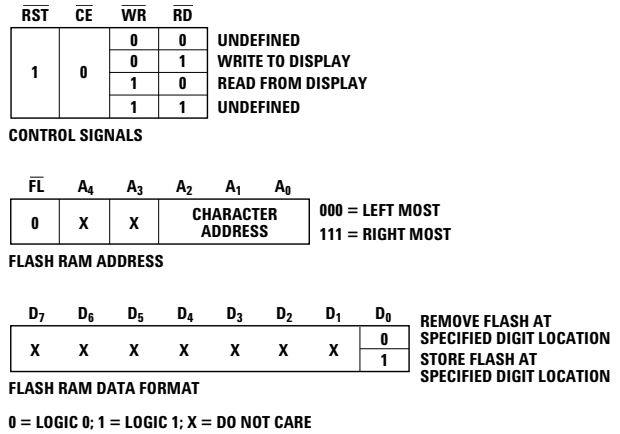 RST CE WR RD
1 0
0 0 UNDEFINED
0 1 WRITE TO DISPLAY
1 0 READ FROM DISPLAY
1 1 UNDEFINED
CONTROL SIGNALS
FL A4 A3 A2 A1 A0
0 X X CHARACTER ADDRESS
000 = LEFT MOST
111 = RIGHT MOST
FLASH RAM ADDRESS
D7 D6 D5 D4 D3 D2 D1 D0
X X X X X X X
0 REMOVE FLASH AT
SPECIFIED DIGIT LOCATION
1 STORE FLASH AT
SPECIFIED DIGIT LOCATION
FLASH RAM DATA FORMAT
0 = LOGIC 0; 1 = LOGIC 1; X = DO NOT CARE